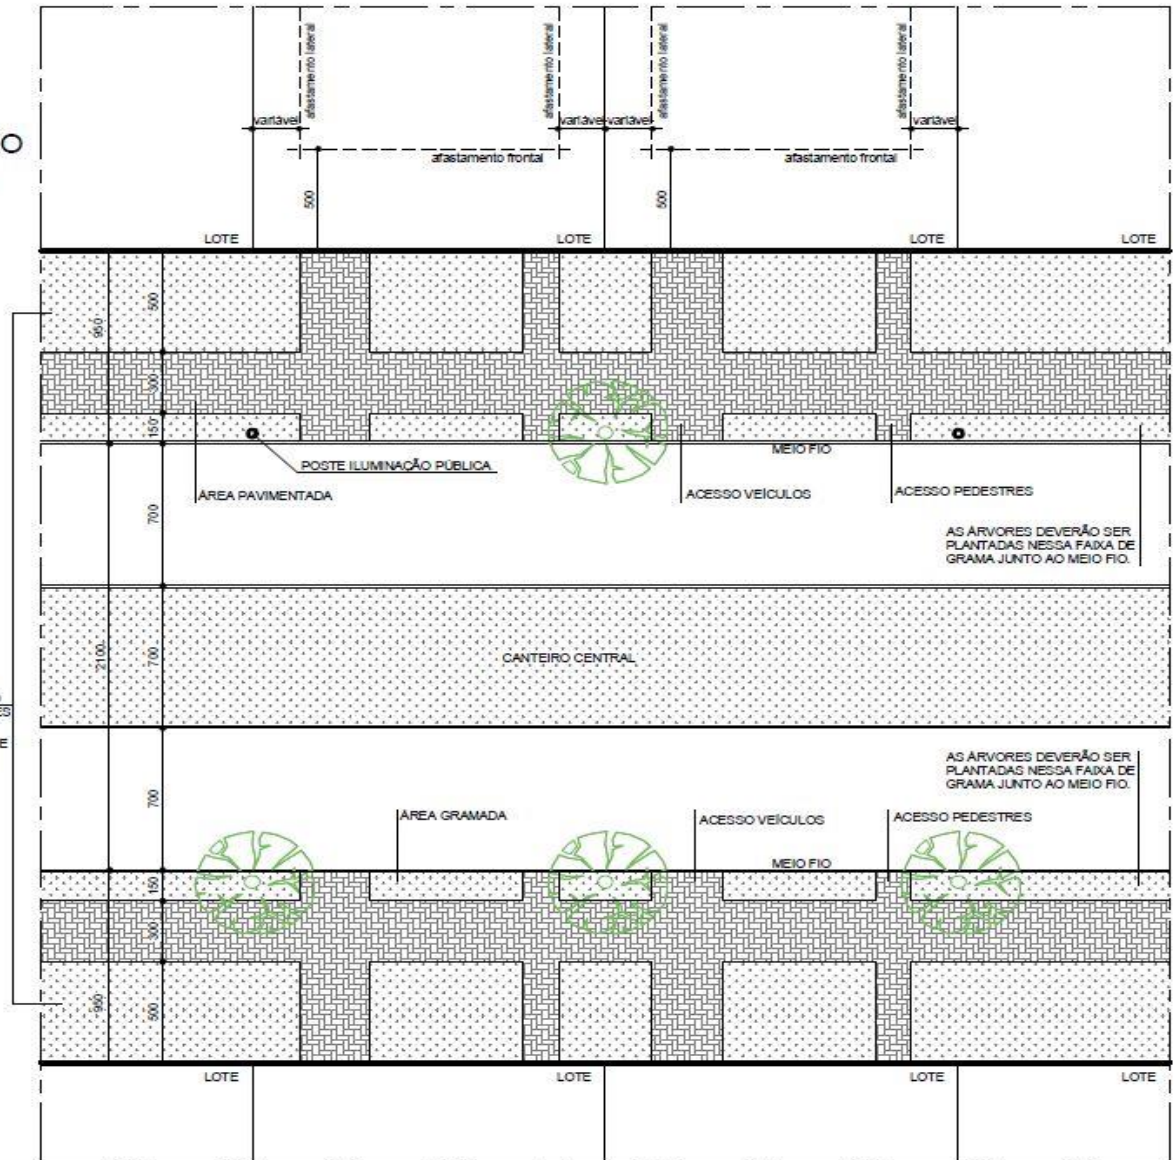 afastamento lateral
afastamento lateral
afastamento lateral
afastamento lateral
variável
variável
variável
variável
O
afastamento frontal
afastamento frontal
500
500
LOTE
LOTE
LOTE
LOTE
500
950
300
150
MEIO FIO
POSTE ILUMINAÇÃO PÚBLICA
ÁREA PAVIMENTADA
ACESSO VEÍCULOS
ACESSO PEDESTRES
700
AS ÁRVORES DEVERÃO SER
PLANTADAS NESSA FAIXA DE
GRAMA JUNTO AO MEIO FIO.
2100
700
CANTEIRO CENTRAL
E
AS ÁRVORES DEVERÃO SER
PLANTADAS NESSA FAIXA DE
GRAMA JUNTO AO MEIO FIO.
700
ÁREA GRAMADA
ACESSO VEÍCULOS
ACESSO PEDESTRES
MEIO FIO
150
300
950
500
LOTE
LOTE
LOTE
LOTE